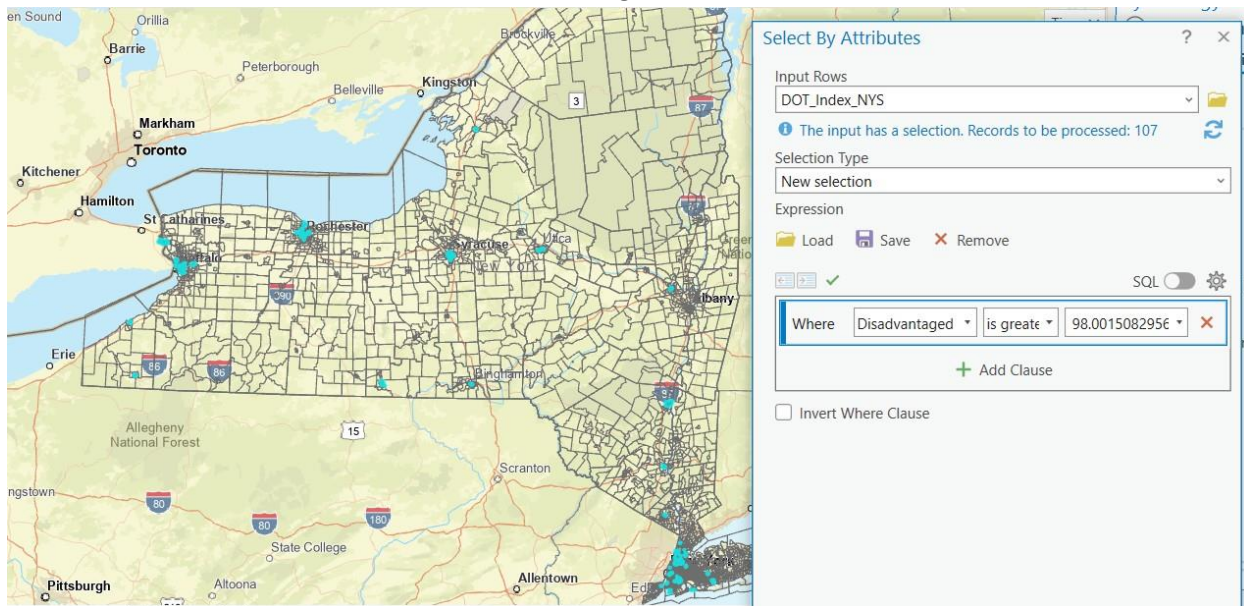 en Sound
Orillia
Barrie
Brockville
Peterborough
Kingston
Belleville
3
87
Markham
Toronto
Kitchener
Hamilton
St Catharines
Rochester
Syracuse
Utica
Buffalo
New York
390
lbany
Erie
86
86
Binghamton
Allegheny
National Forest
15
Scranton
ngstown
80
80
180
State College
Pittsburgh
Altoona
Allentown
Select By Attributes
?
Input Rows
DOT_Index_NYS
The input has a selection. Records to be processed: 107
Selection Type
New selection
Expression
Load Save Remove
SQL
Where Disadvantaged is greate 98.0015082956
Add Clause
Invert Where Clause